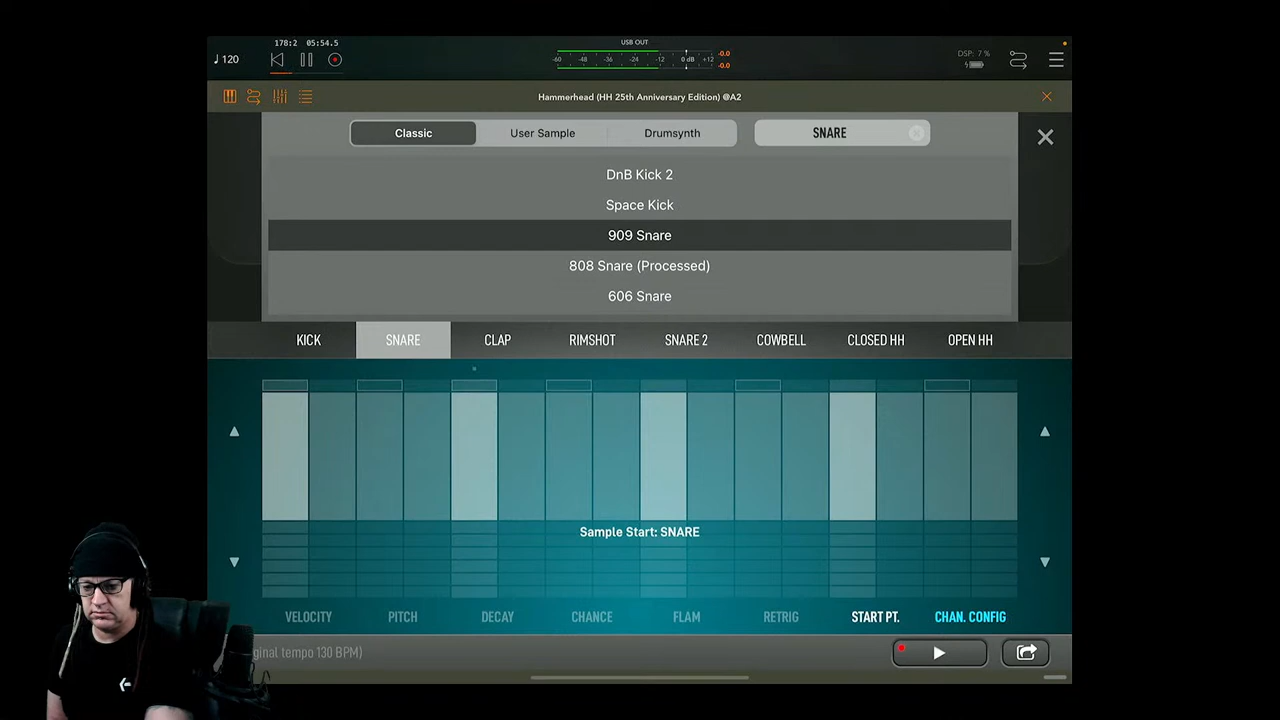 178:2 05:54.5
USB OUT
♩ 120
-60 -48 -36 -24 -12 0 dB +12
-0.0
-0.0
DSP: 7 %
Hammerhead (HH 25th Anniversary Edition) @A2
Classic User Sample Drumsynth SNARE
DnB Kick 2
Space Kick
909 Snare
808 Snare (Processed)
606 Snare
KICK SNARE CLAP RIMSHOT SNARE 2 COWBELL CLOSED HH OPEN HH
Sample Start: SNARE
VELOCITY PITCH DECAY CHANCE FLAM RETRIG START PT. CHAN. CONFIG
ginal tempo 130 BPM)